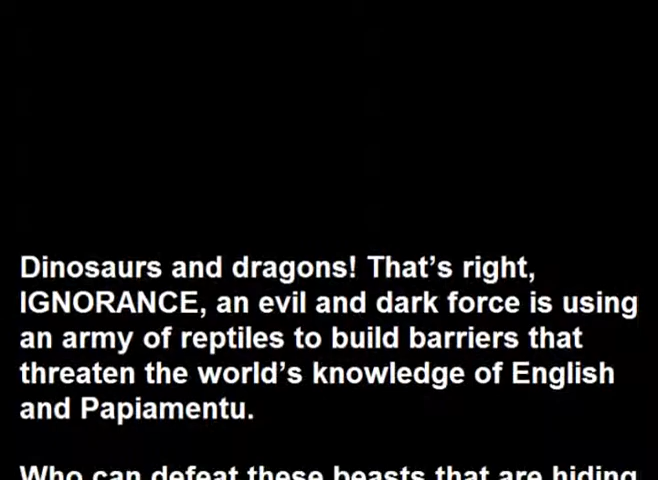 Dinosaurs and dragons! That’s right,
IGNORANCE, an evil and dark force is using
an army of reptiles to build barriers that
threaten the world’s knowledge of English
and Papiamentu.
Who can defeat these beasts that are hiding